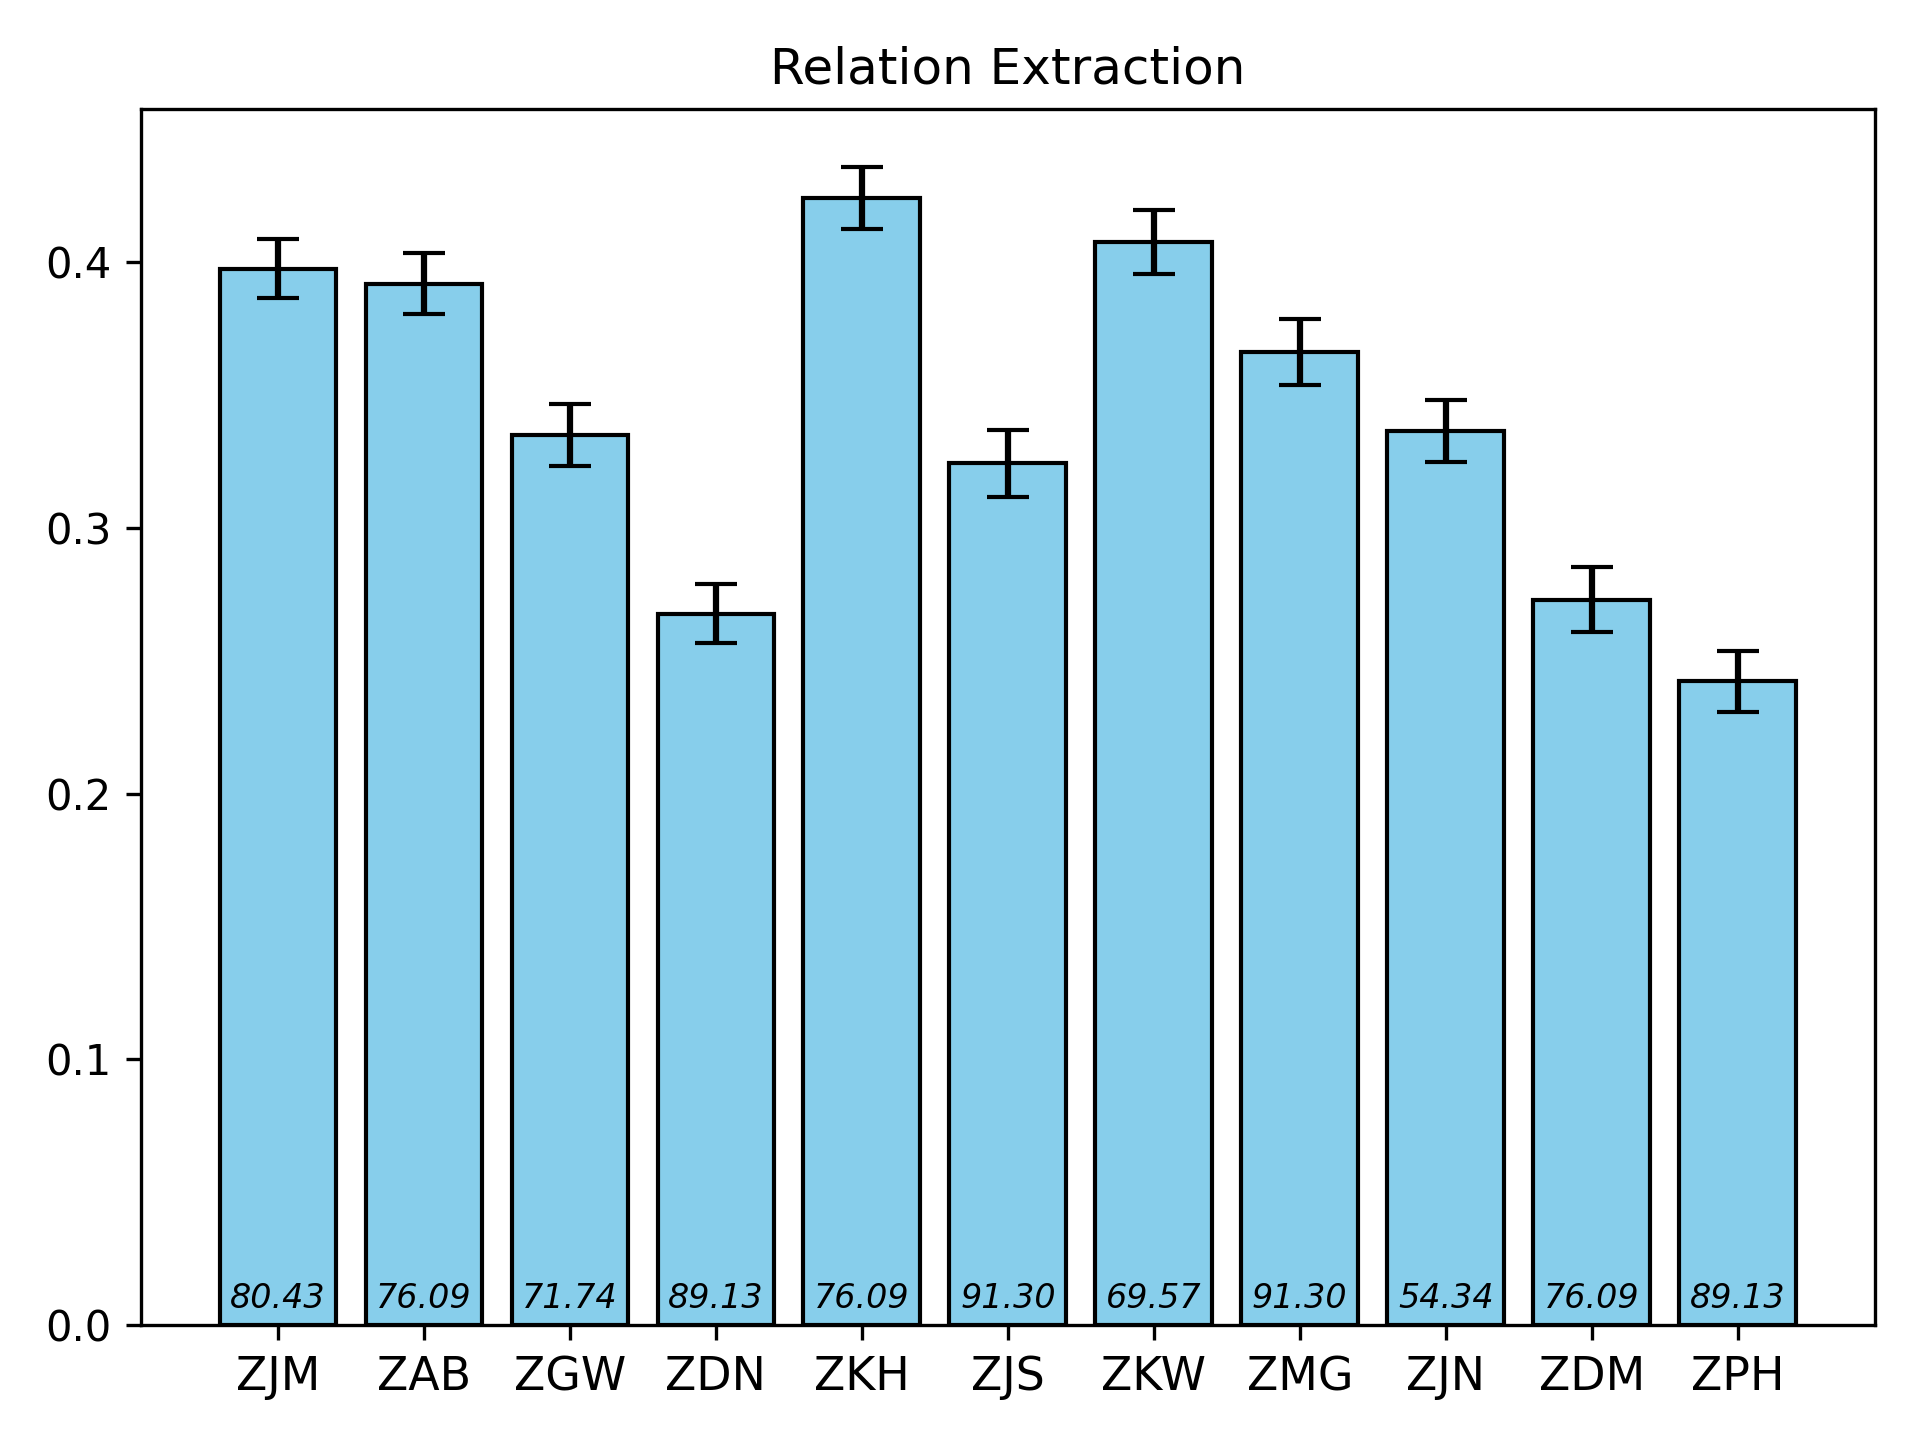 Relation Extraction
0.4
0.3
0.2
0.1
0.0
80.43 76.09 71.74 89.13 76.09 91.30 69.57 91.30 54.34 76.09 89.13
ZJM ZAB ZGW ZDN ZKH ZJS ZKW ZMG ZJN ZDM ZPH